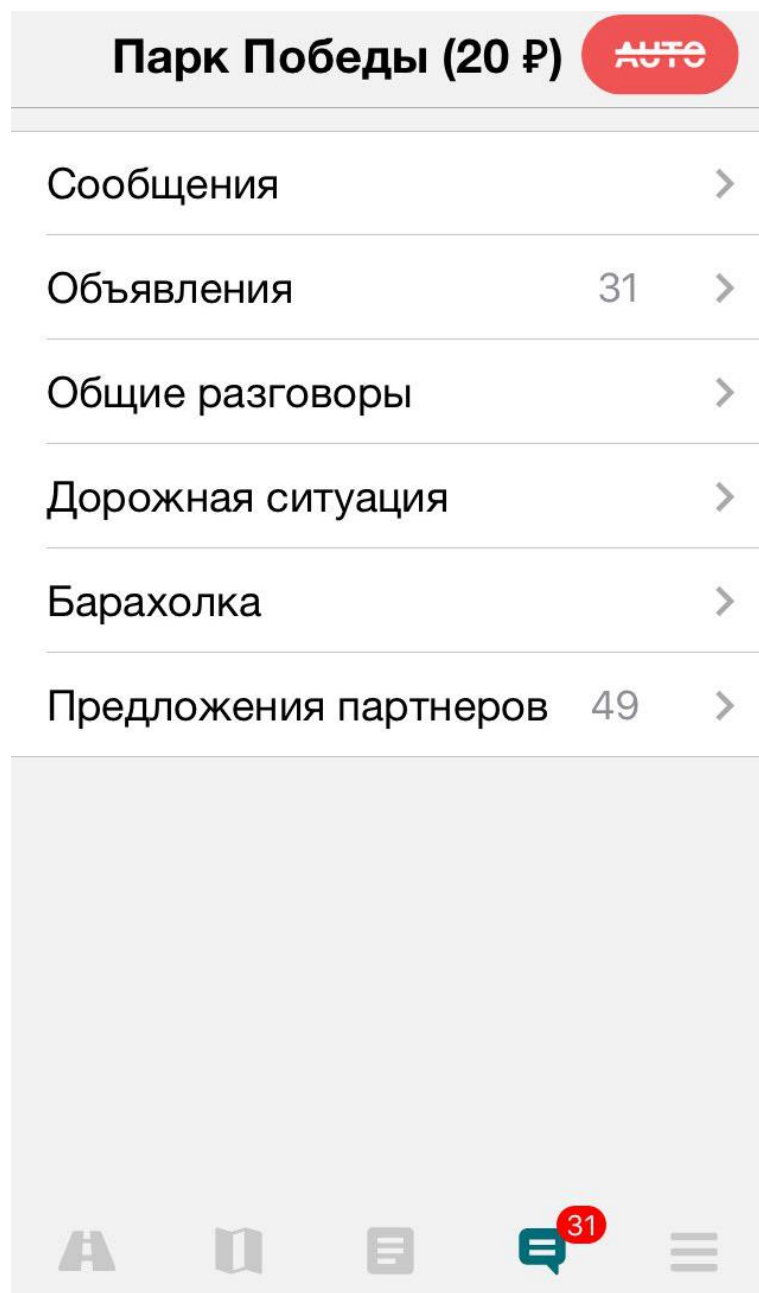 Парк Победы (20 ₽) AUTO
Сообщения
Объявления 31
Общие разговоры
Дорожная ситуация
Барахолка
Предложения партнеров 49
31